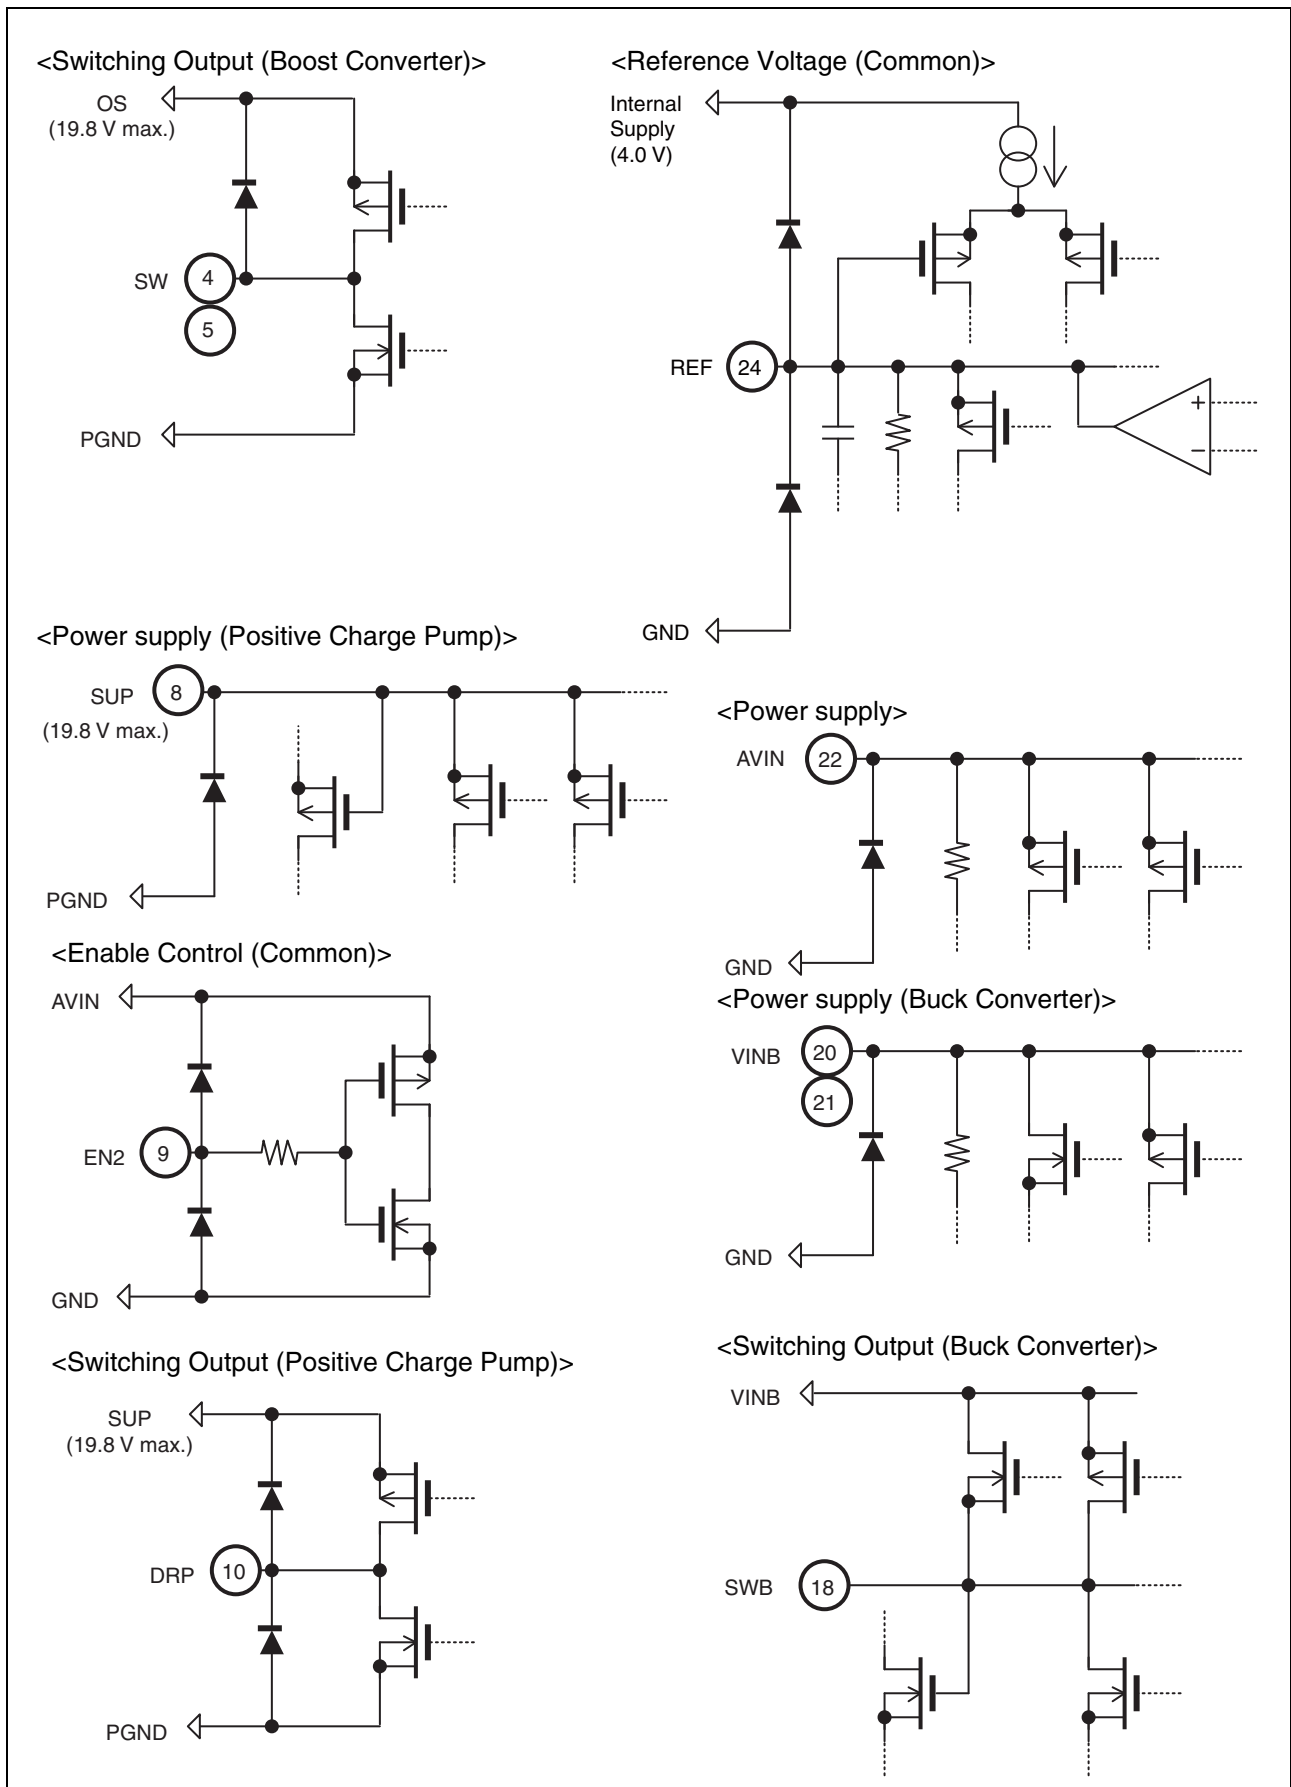 <Switching Output (Boost Converter)>
OS
(19.8 V max.)
SW
4
5
PGND
<Reference Voltage (Common)>
Internal
Supply
(4.0 V)
REF
24
+
−
GND
<Power supply (Positive Charge Pump)>
SUP
8
(19.8 V max.)
PGND
<Power supply>
AVIN
22
GND
<Enable Control (Common)>
AVIN
EN2
9
GND
<Power supply (Buck Converter)>
VINB
20
21
GND
<Switching Output (Positive Charge Pump)>
SUP
(19.8 V max.)
DRP
10
PGND
<Switching Output (Buck Converter)>
VINB
SWB
18